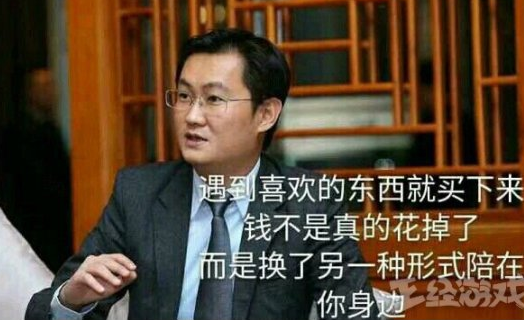 遇到喜欢的东西就买下来
钱不是真的花掉了
而是换了另一种形式陪在
你身边
正经游戏